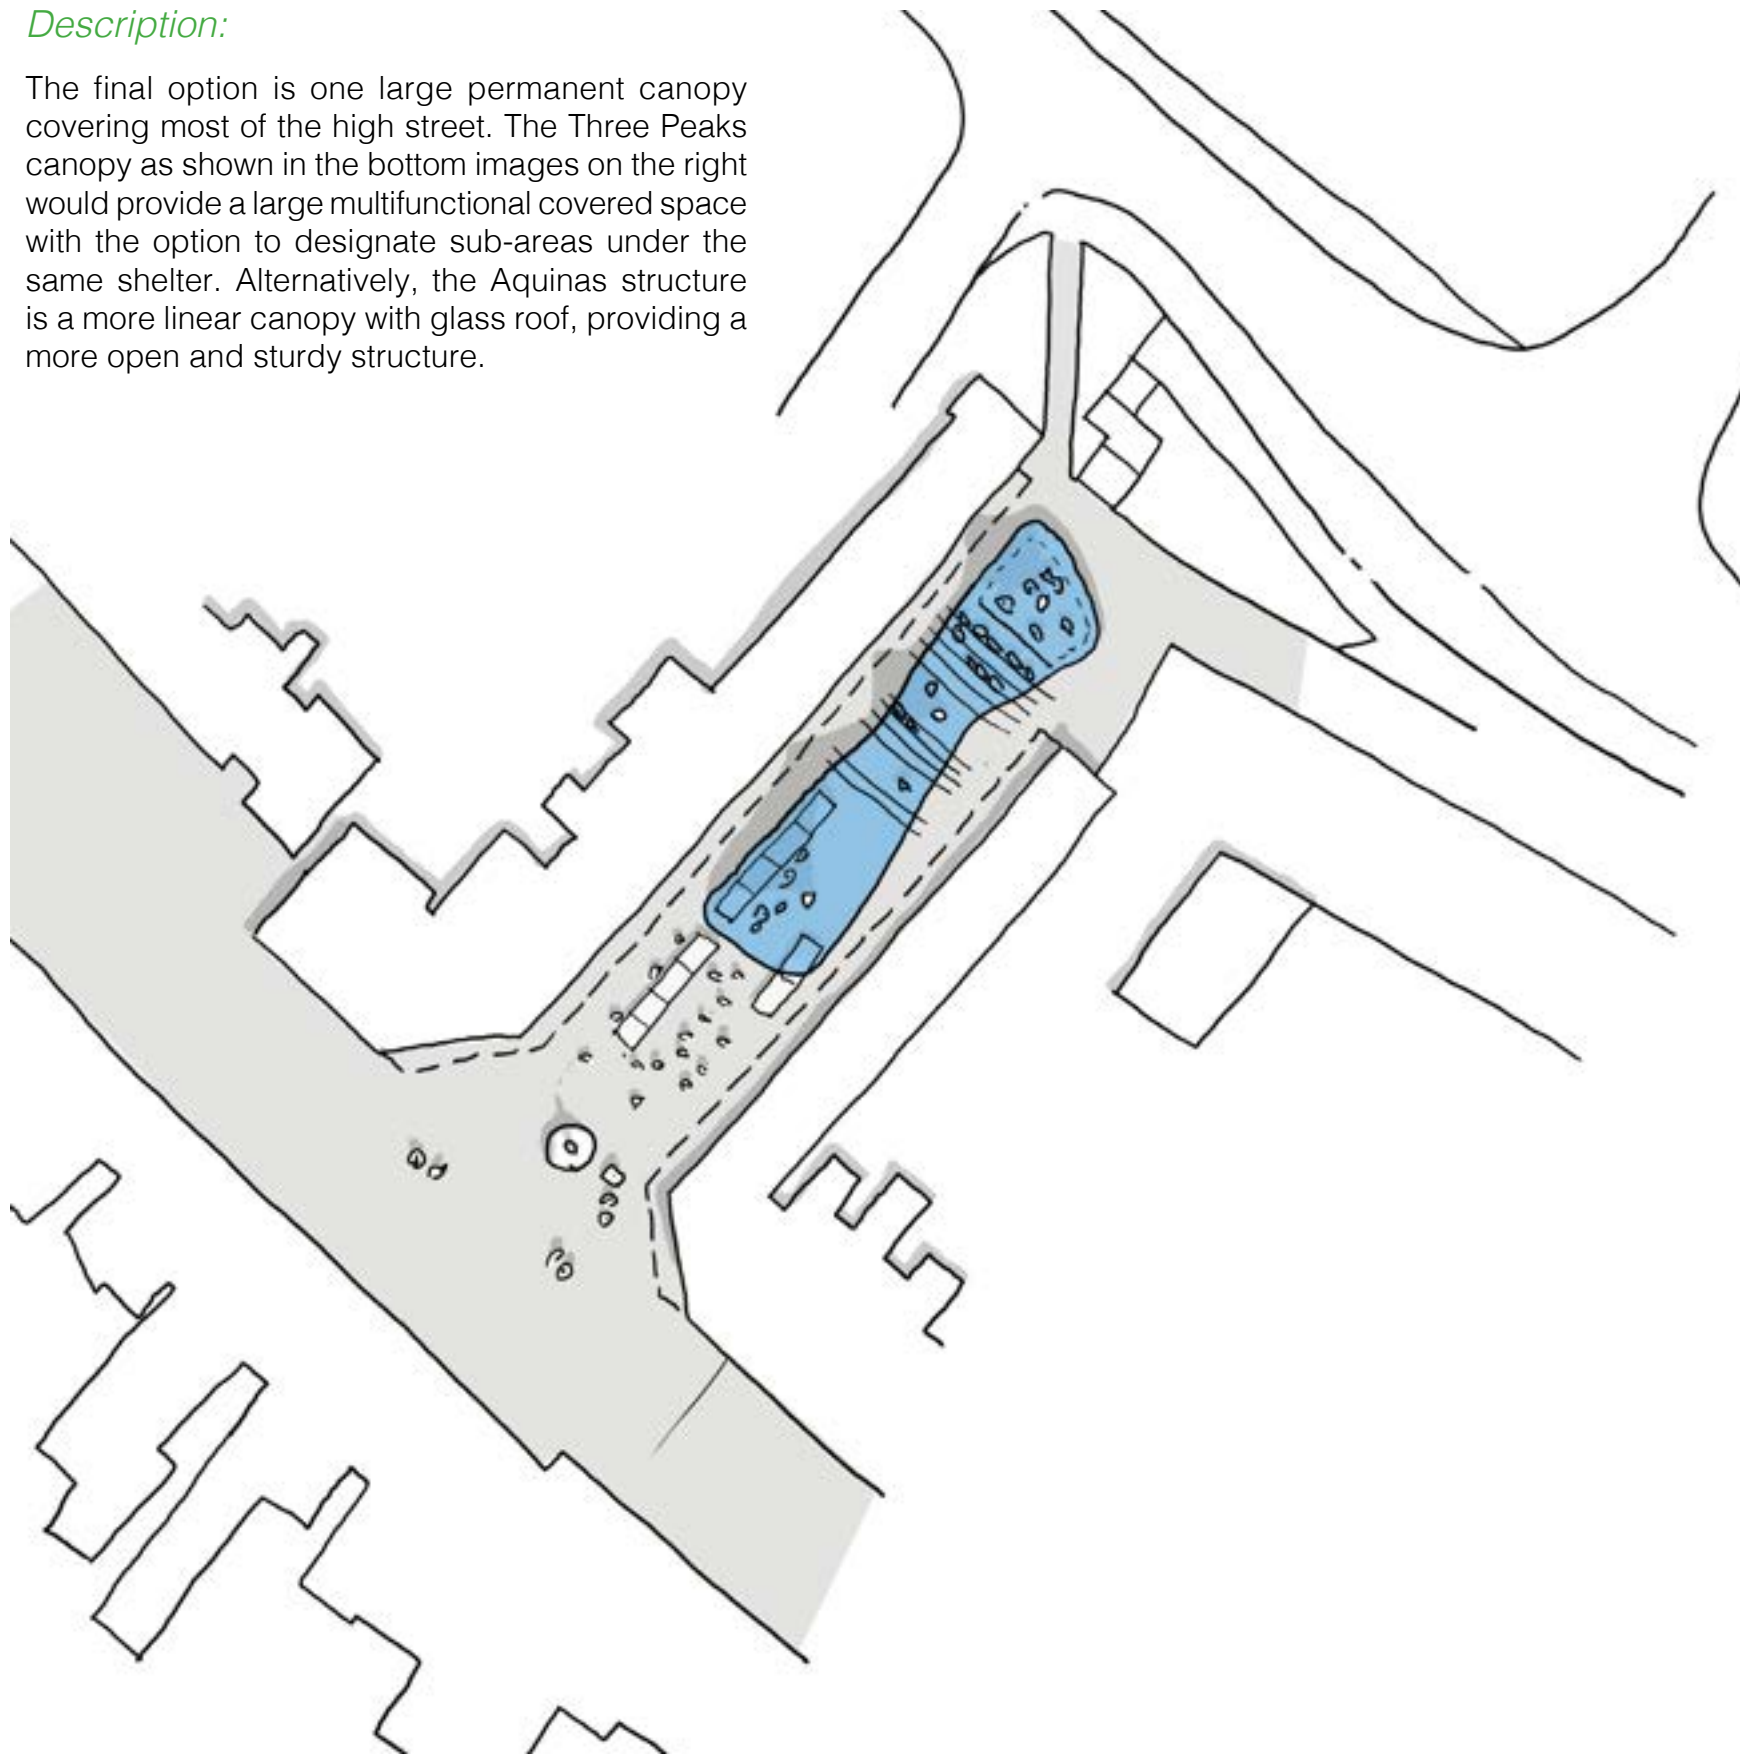 Description:
The final option is one large permanent canopy
covering most of the high street. The Three Peaks
canopy as shown in the bottom images on the right
would provide a large multifunctional covered space
with the option to designate sub-areas under the
same shelter. Alternatively, the Aquinas structure
is a more linear canopy with glass roof, providing a
more open and sturdy structure.